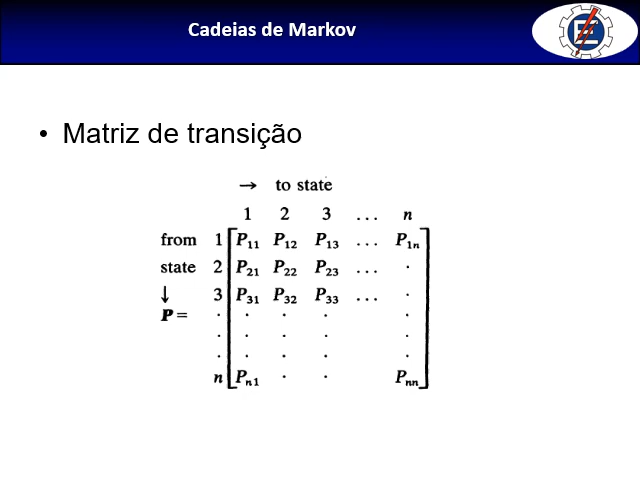 Cadeias de Markov
• Matriz de transição
→ to state
1 2 3 ... n
from 1 P₁₁ P₁₂ P₁₃ ... P₁ₙ
state 2 P₂₁ P₂₂ P₂₃ ... .
↓ 3 P₃₁ P₃₂ P₃₃ ... .
P = . . . . .
. . . . .
. . . . .
n Pₙ₁ . . Pₙₙ